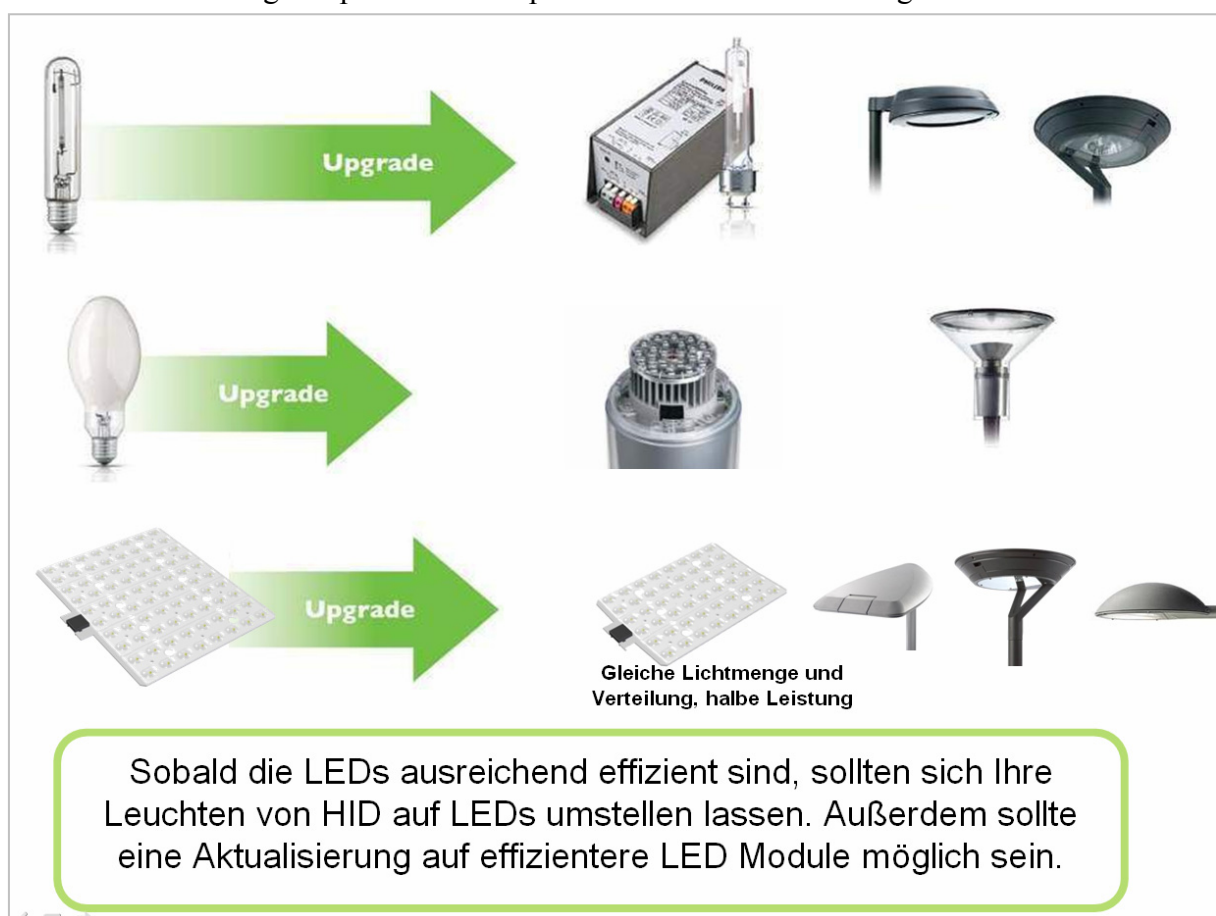 Upgrade
PHILIPS
Upgrade
Upgrade
Gleiche Lichtmenge und
Verteilung, halbe Leistung
Sobald die LEDs ausreichend effizient sind, sollten sich Ihre
Leuchten von HID auf LEDs umstellen lassen. Außerdem sollte
eine Aktualisierung auf effizientere LED Module möglich sein.